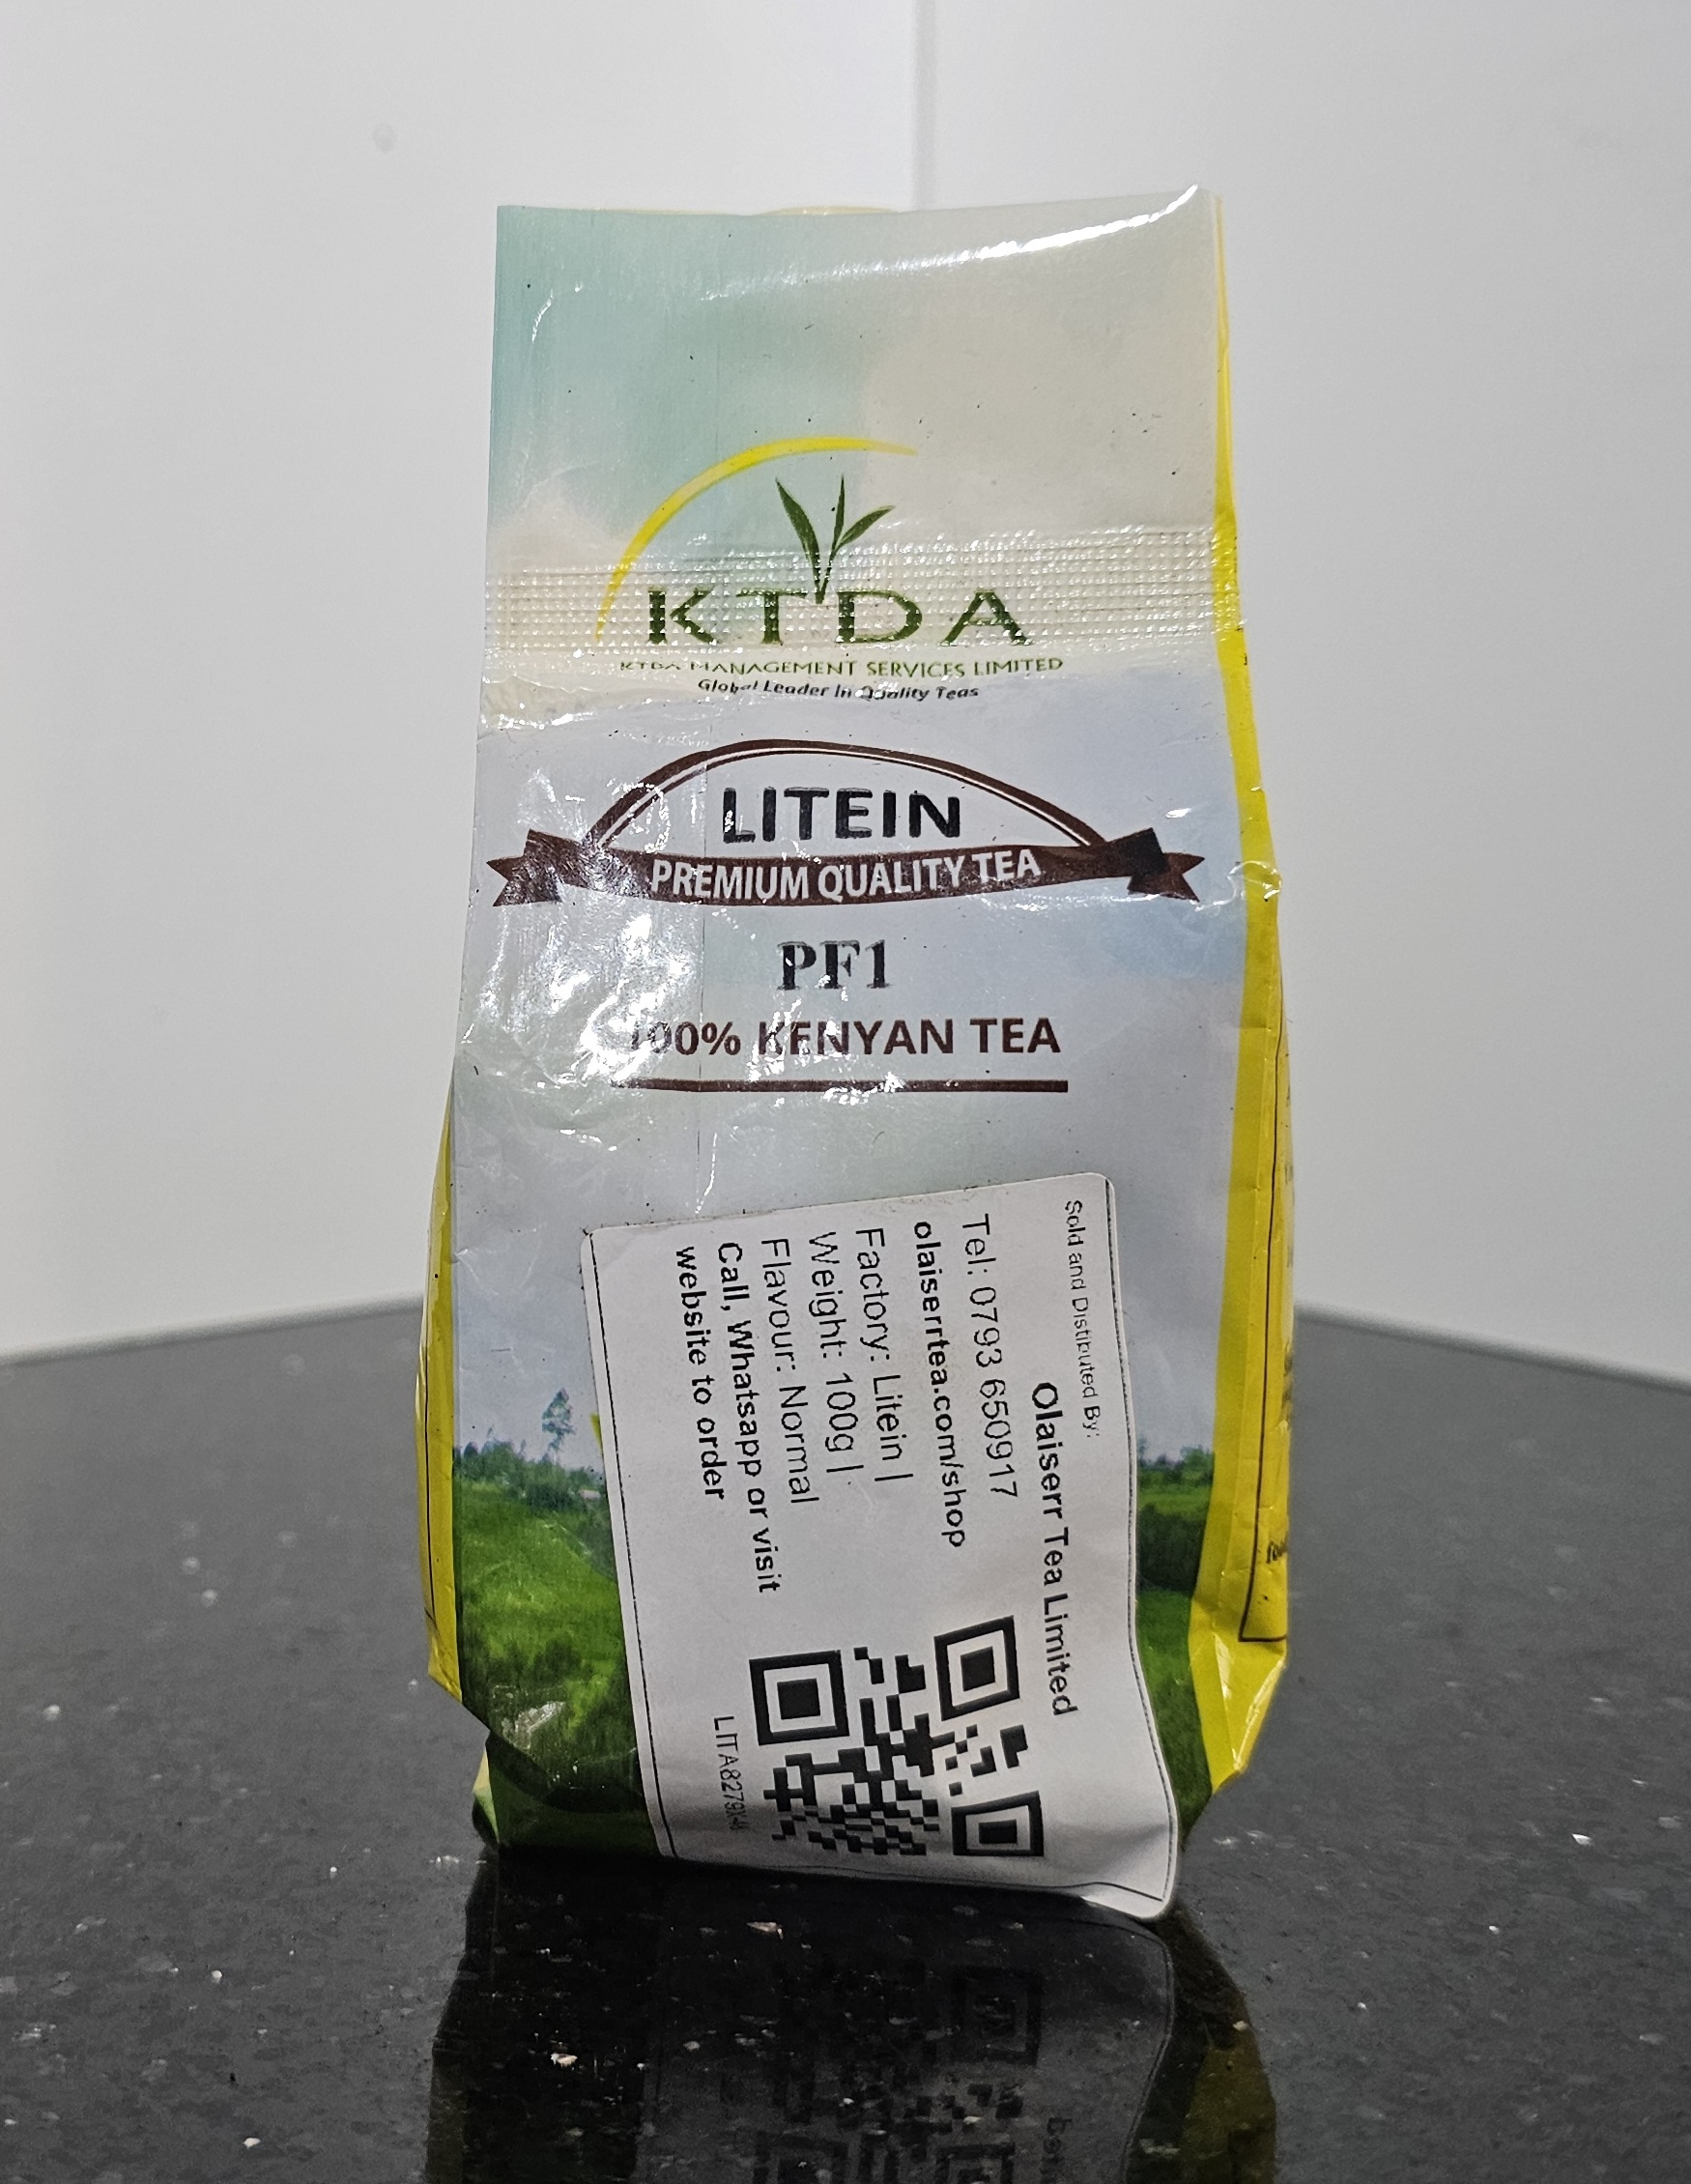 KTDA
KTDA MANAGEMENT SERVICES LIMITED
Global Leader In Quality Teas
LITEIN
PREMIUM QUALITY TEA
PF1
100% KENYAN TEA
Sold and Distibuted By:
Olaiserr Tea Limited
Tel: 0793 650917
olaiserrtea.com/shop
Factory: Litein |
Weight: 100g |
Flavour: Normal
Call, Whatsapp or visit
website to order